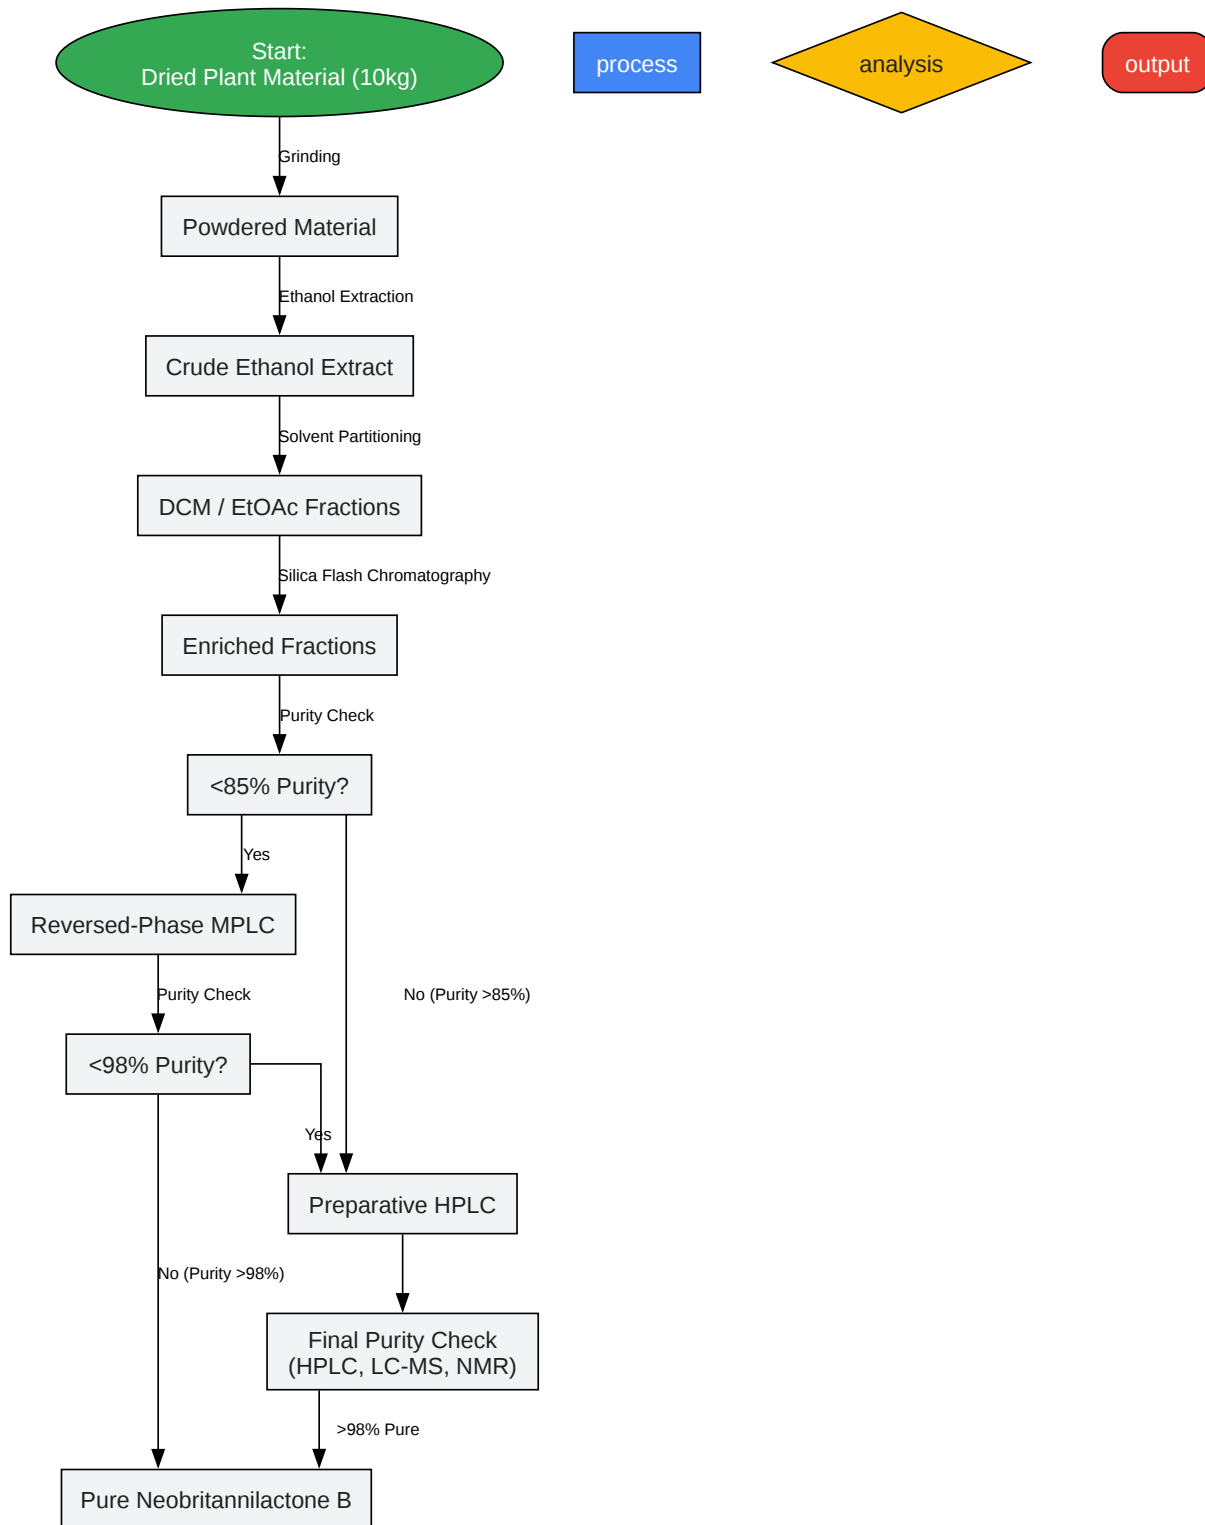 Start:
Dried Plant Material (10kg)
process
analysis
output
Grinding
Powdered Material
Ethanol Extraction
Crude Ethanol Extract
Solvent Partitioning
DCM / EtOAc Fractions
Silica Flash Chromatography
Enriched Fractions
Purity Check
<85% Purity?
Yes
Reversed-Phase MPLC
Purity Check
No (Purity >85%)
<98% Purity?
Yes
Preparative HPLC
No (Purity >98%)
Final Purity Check
(HPLC, LC-MS, NMR)
>98% Pure
Pure Neobritannilactone B